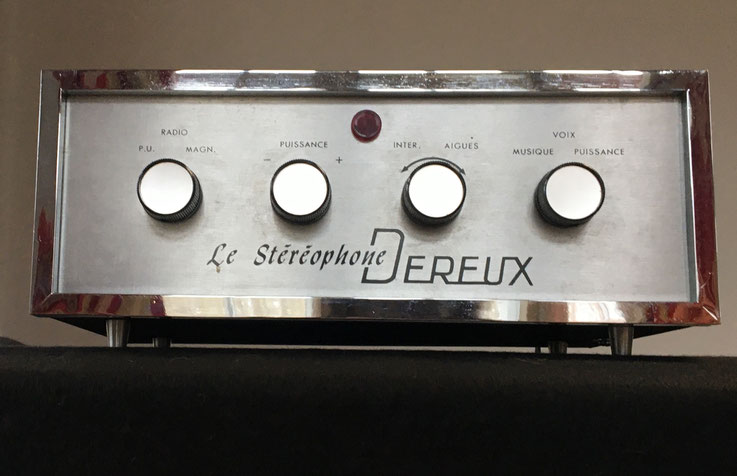 RADIO
P.U. MAGN.
PUISSANCE
- +
INTER. AIGUËS
VOIX
MUSIQUE PUISSANCE
Le Stéréophone DEREUX